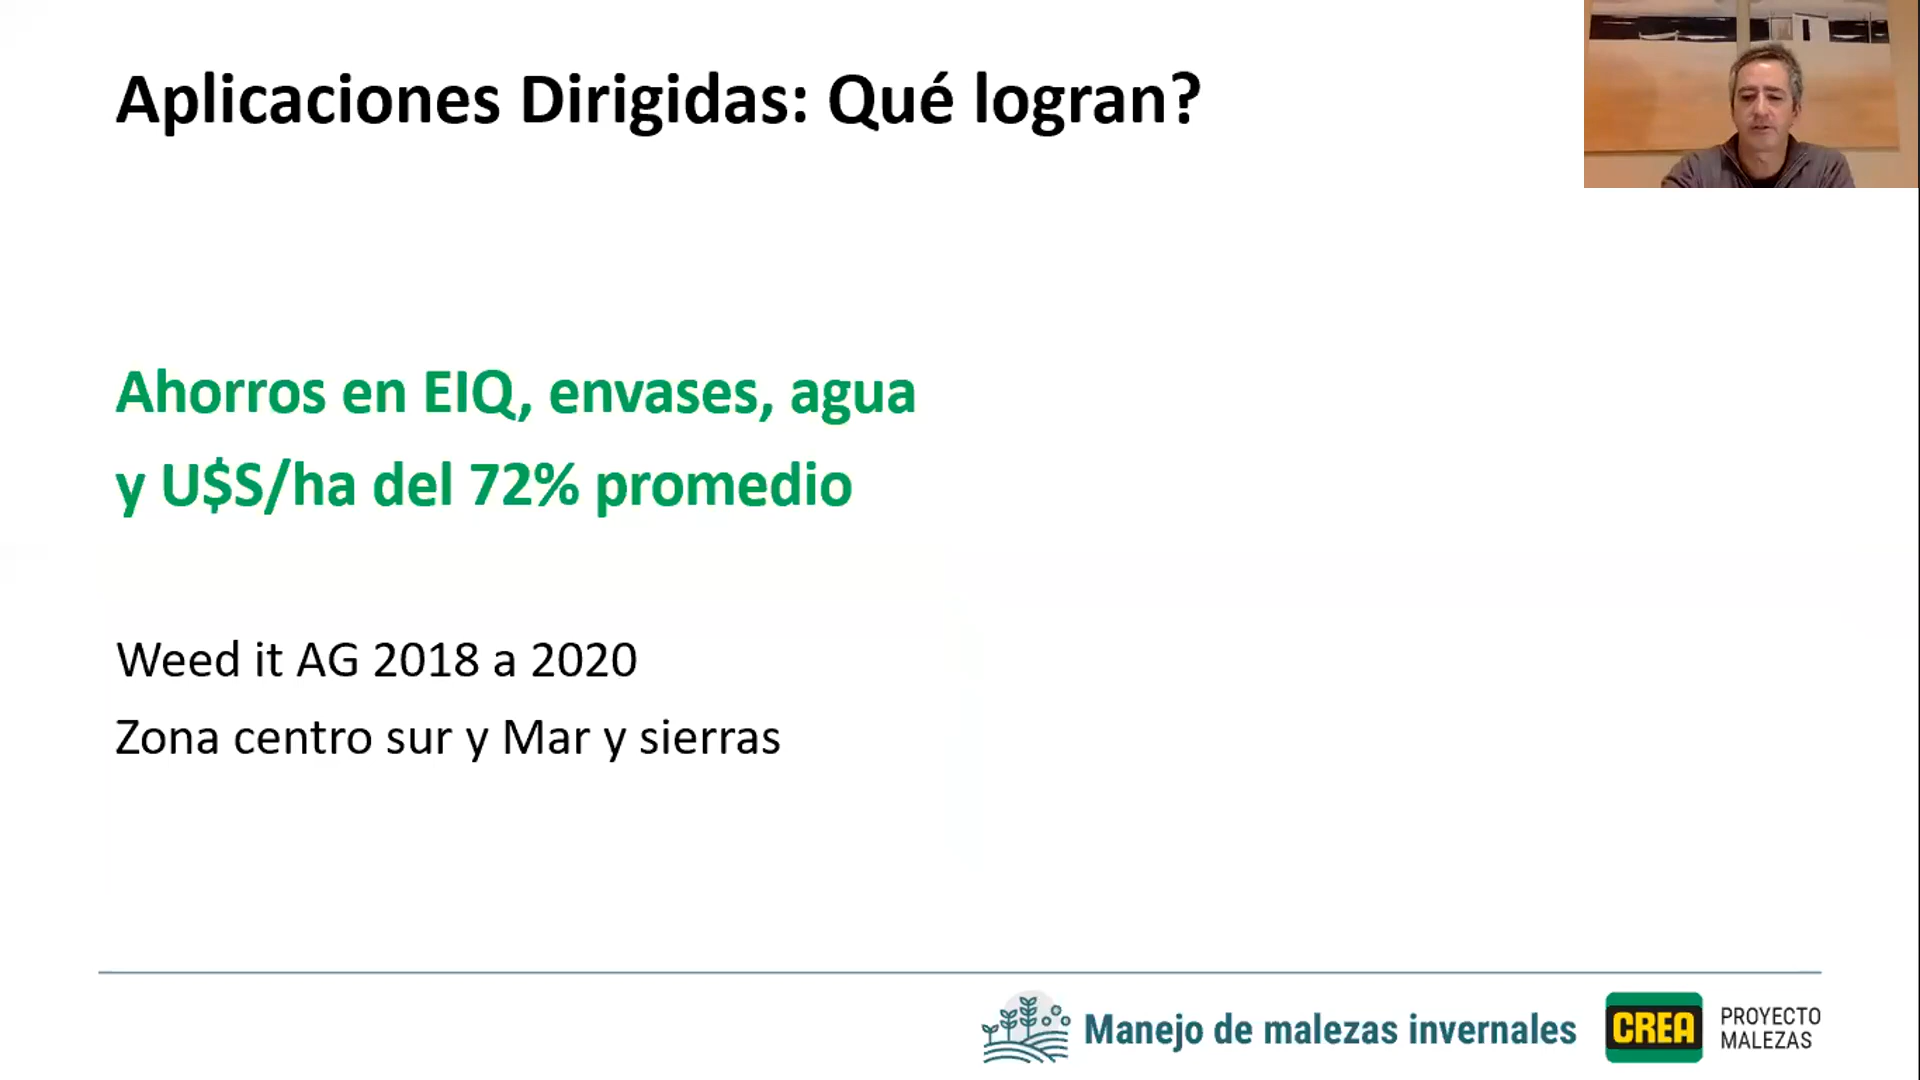 Aplicaciones Dirigidas: Qué logran?
Ahorros en EIQ, envases, agua
y U$S/ha del 72% promedio
Weed it AG 2018 a 2020
Zona centro sur y Mar y sierras
Manejo de malezas invernales
CREA
PROYECTO
MALEZAS